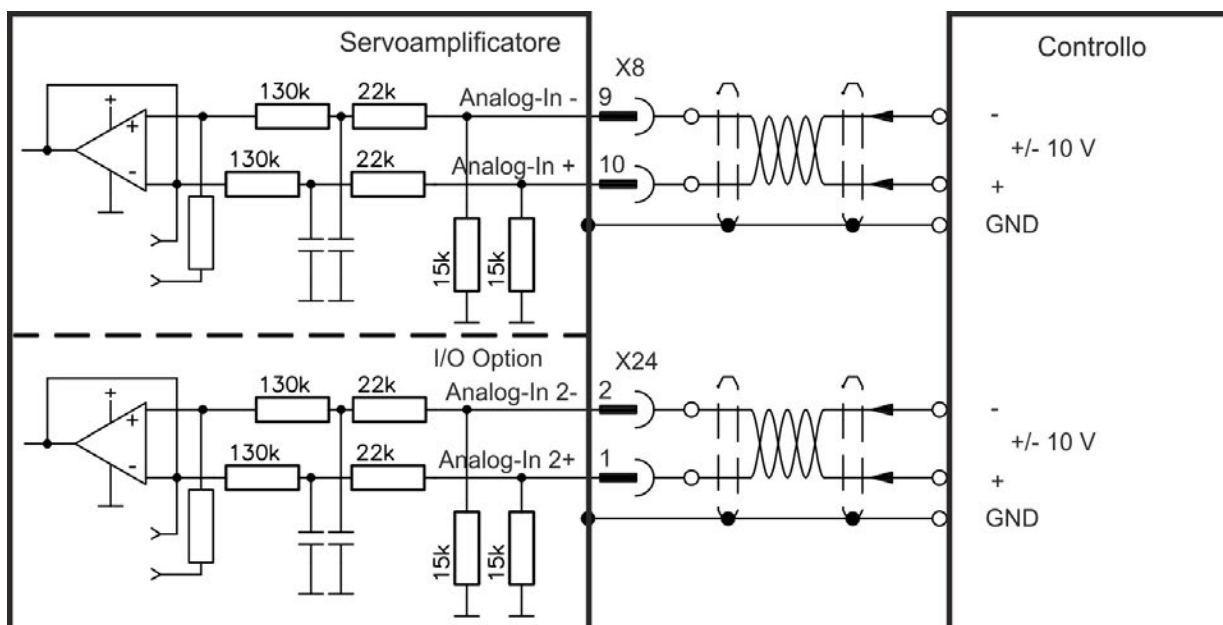 Servoamplificatore
Controllo
X8
130k 22k Analog-In - 9 -
+
+/- 10 V
130k 22k Analog-In + 10 +
-
GND
15k 15k
I/O Option X24
130k 22k Analog-In 2- 2 -
+
+
+/- 10 V
130k 22k Analog-In 2+ 1 +
-
GND
15k 15k